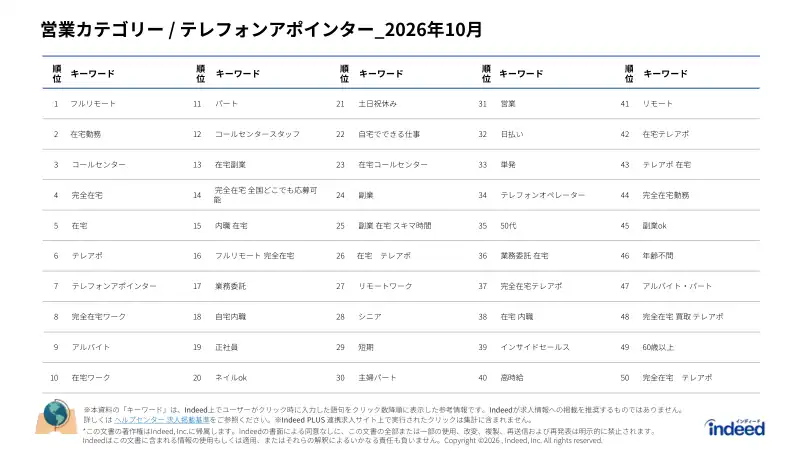 営業カテゴリー / テレフォンアポインター_2026年10月
順位 キーワード 順位 キーワード 順位 キーワード 順位 キーワード 順位 キーワード
1 フルリモート 11 パート 21 土日祝休み 31 営業 41 リモート
2 在宅勤務 12 コールセンタースタッフ 22 自宅でできる仕事 32 日払い 42 在宅テレアポ
3 コールセンター 13 在宅副業 23 在宅コールセンター 33 単発 43 テレアポ 在宅
4 完全在宅 14 完全在宅 全国どこでも応募可能 24 副業 34 テレフォンオペレーター 44 完全在宅勤務
5 在宅 15 内職 在宅 25 副業 在宅 スキマ時間 35 50代 45 副業ok
6 テレアポ 16 フルリモート 完全在宅 26 在宅　テレアポ 36 業務委託 在宅 46 年齢不問
7 テレフォンアポインター 17 業務委託 27 リモートワーク 37 完全在宅テレアポ 47 アルバイト・パート
8 完全在宅ワーク 18 自宅内職 28 シニア 38 在宅 内職 48 完全在宅 買取 テレアポ
9 アルバイト 19 正社員 29 短期 39 インサイドセールス 49 60歳以上
10 在宅ワーク 20 ネイルok 30 主婦パート 40 高時給 50 完全在宅　テレアポ
※本資料の「キーワード」は、Indeed上でユーザーがクリック時に入力した語句をクリック数降順に表示した参考情報です。Indeedが求人情報への掲載を推奨するものではありません。
詳しくは ヘルプセンター 求人掲載基準をご参照ください。※Indeed PLUS 連携求人サイト上で実行されたクリックは集計に含まれません。
*この文書の著作権はIndeed, Inc.に帰属します。Indeedの書面による同意なしに、この文書の全部または一部の使用、改変、複製、再送信および再発表は明示的に禁止されます。
Indeedはこの文書に含まれる情報の使用もしくは適用、またはそれらの解釈によるいかなる責任も負いません。Copyright ©2026 , Indeed, Inc. All rights reserved.
インディード
indeed